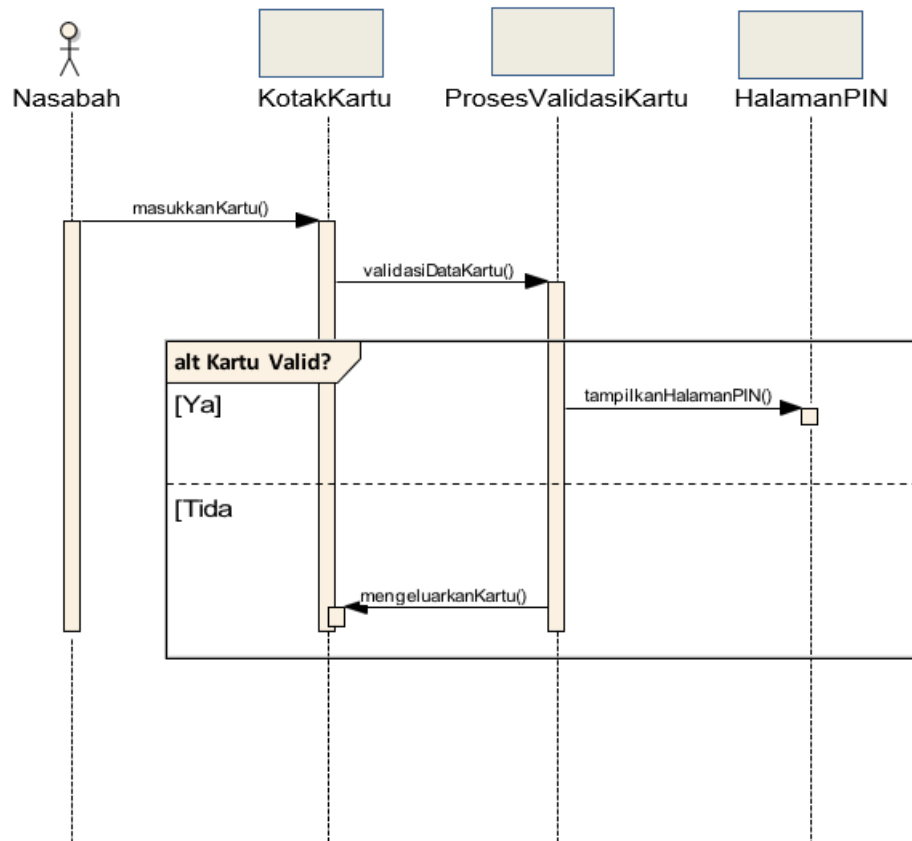 Nasabah
KotakKartu
ProsesValidasiKartu
HalamanPIN
masukkanKartu()
validasiDataKartu()
alt Kartu Valid?
[Ya]
tampilkanHalamanPIN()
[Tida
mengeluarkanKartu()